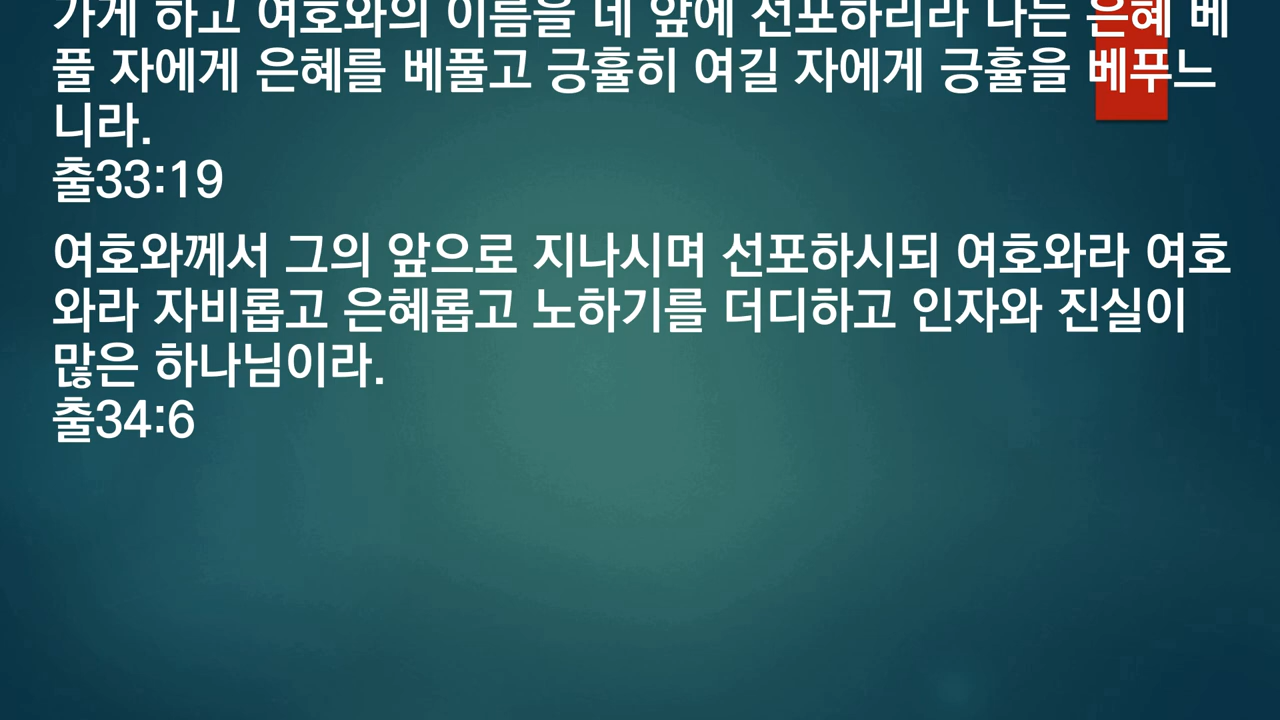 가게 하고 여호와의 이름을 네 앞에 선포하리라 나는 은혜 베
풀 자에게 은혜를 베풀고 긍휼히 여길 자에게 긍휼을 베푸느
니라.
출33:19
여호와께서 그의 앞으로 지나시며 선포하시되 여호와라 여호
와라 자비롭고 은혜롭고 노하기를 더디하고 인자와 진실이
많은 하나님이라.
출34:6